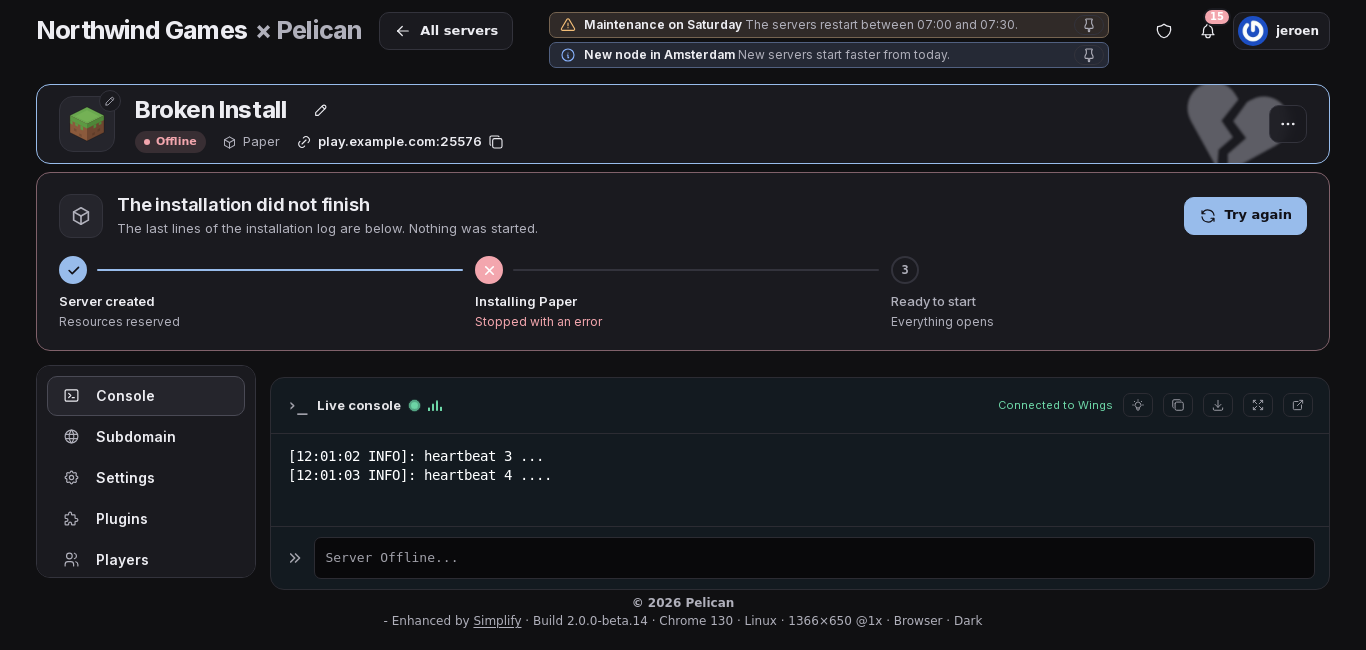 Northwind Games × Pelican
All servers
Maintenance on Saturday The servers restart between 07:00 and 07:30.
New node in Amsterdam New servers start faster from today.
15
jeroen
Broken Install
Offline
Paper
play.example.com:25576
The installation did not finish
The last lines of the installation log are below. Nothing was started.
Try again
3
Server created
Resources reserved
Installing Paper
Stopped with an error
Ready to start
Everything opens
Console
Subdomain
Settings
Plugins
Players
Live console
Connected to Wings
[12:01:02 INFO]: heartbeat 3 ...
[12:01:03 INFO]: heartbeat 4 ....
Server Offline...
© 2026 Pelican
- Enhanced by Simplify · Build 2.0.0-beta.14 · Chrome 130 · Linux · 1366×650 @1x · Browser · Dark